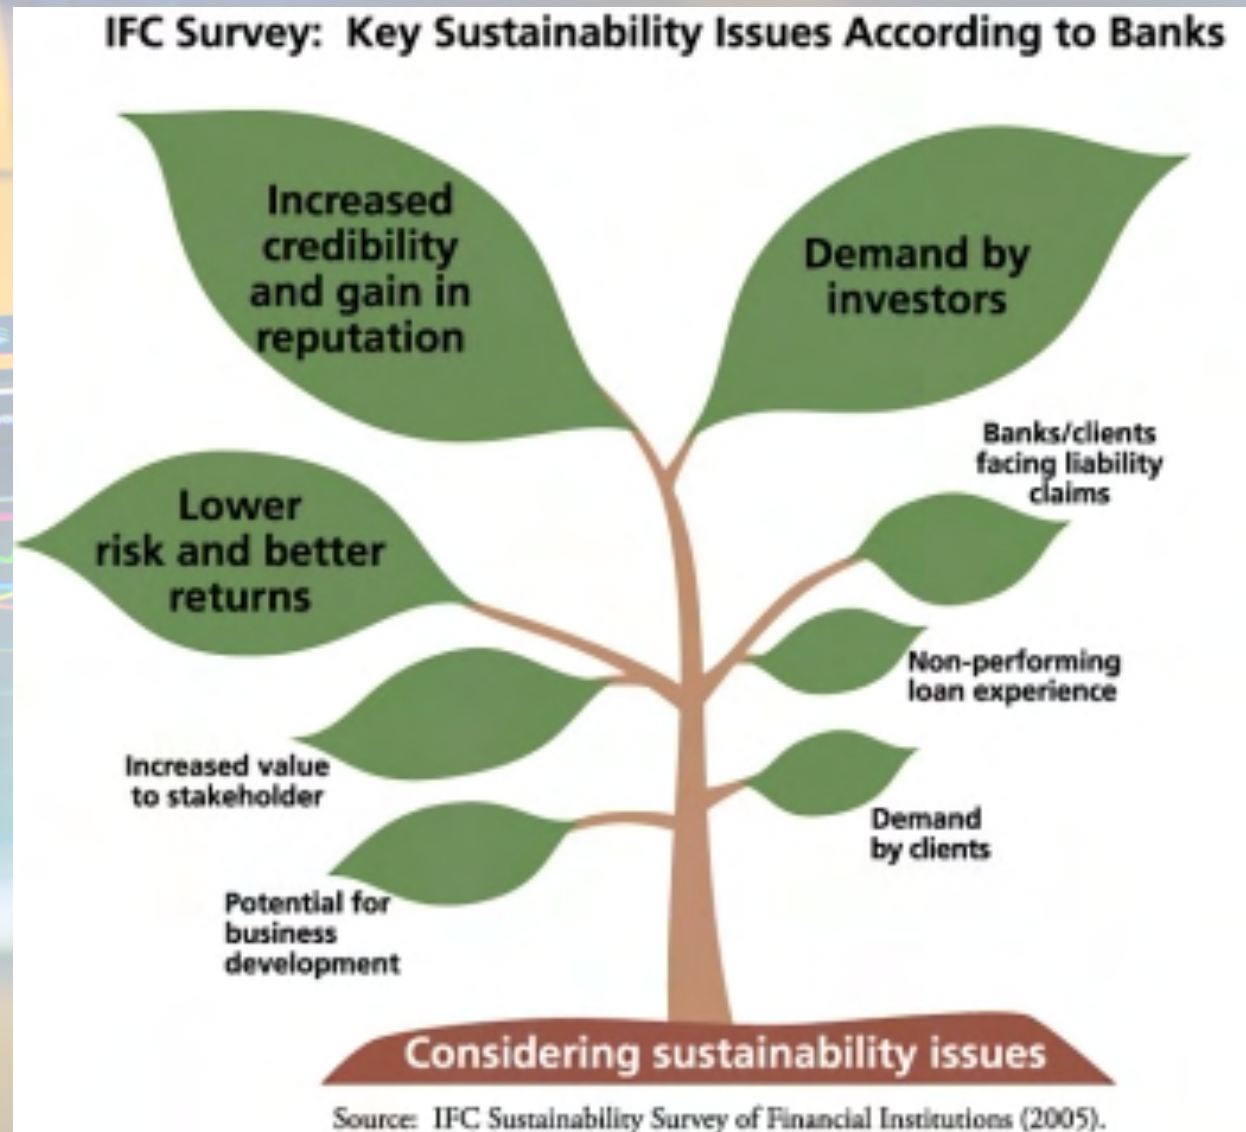 IFC Survey: Key Sustainability Issues According to Banks
Increased
credibility
and gain in
reputation
Demand by
investors
Banks/clients
facing liability
claims
Lower
risk and better
returns
Non-performing
loan experience
Increased value
to stakeholder
Demand
by clients
Potential for
business
development
Considering sustainability issues
Source: IFC Sustainability Survey of Financial Institutions (2005).